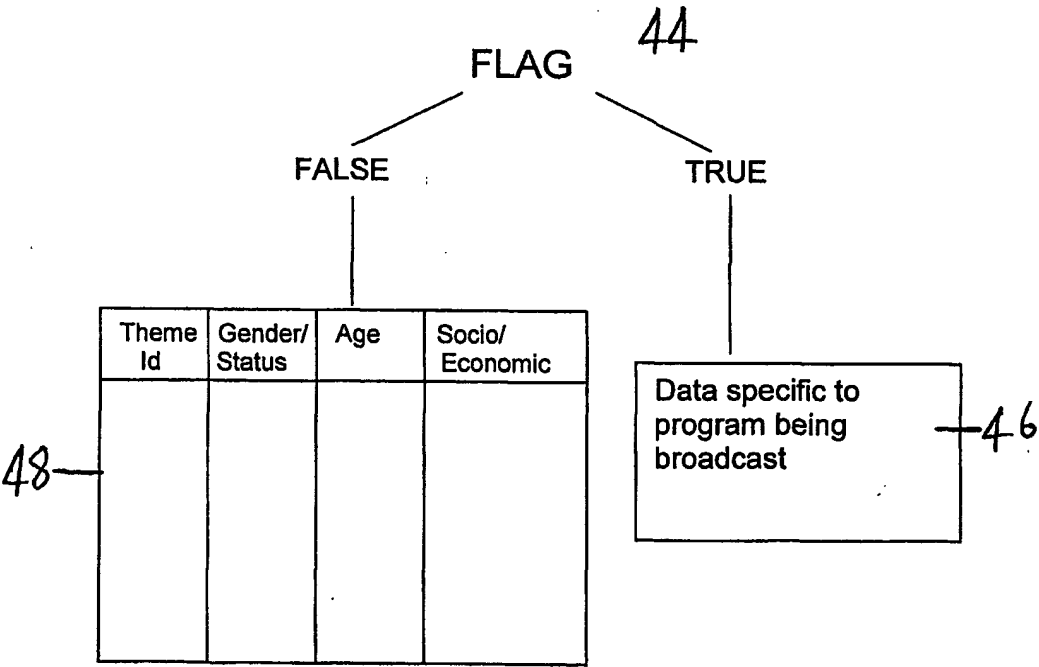 44
FLAG
FALSE
TRUE
Theme Id
Gender/ Status
Age
Socio/ Economic
Data specific to
program being
broadcast
46
48